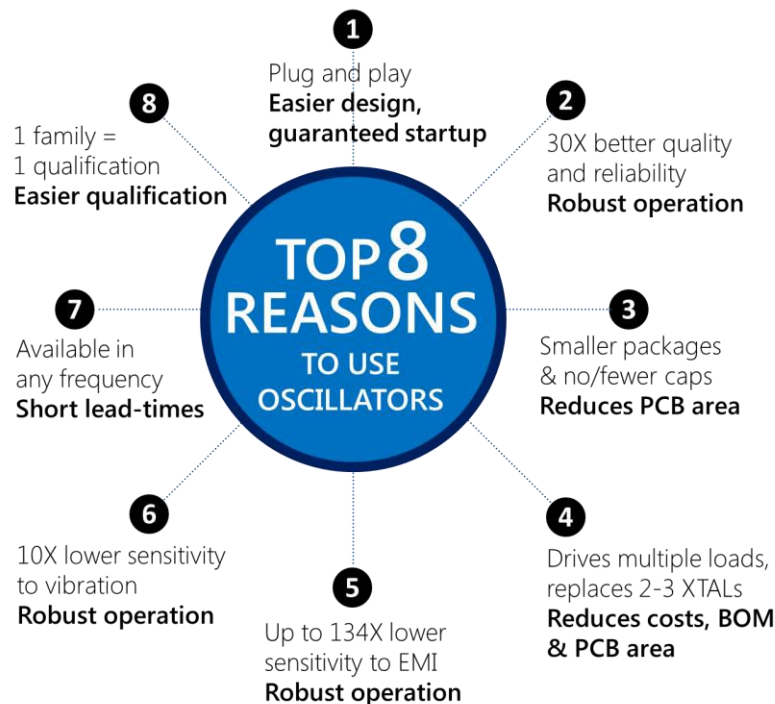 TOP 8
REASONS
TO USE
OSCILLATORS
1
Plug and play
Easier design,
guaranteed startup
2
30X better quality
and reliability
Robust operation
3
Smaller packages
& no/fewer caps
Reduces PCB area
4
Drives multiple loads,
replaces 2-3 XTALs
Reduces costs, BOM
& PCB area
5
Up to 134X lower
sensitivity to EMI
Robust operation
6
10X lower sensitivity
to vibration
Robust operation
7
Available in
any frequency
Short lead-times
8
1 family =
1 qualification
Easier qualification